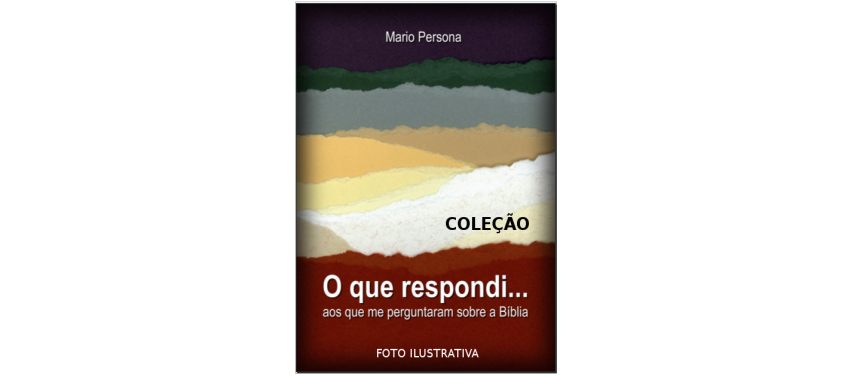 Mario Persona
COLEÇÃO
O que respondi...
aos que me perguntaram sobre a Bíblia
FOTO ILUSTRATIVA